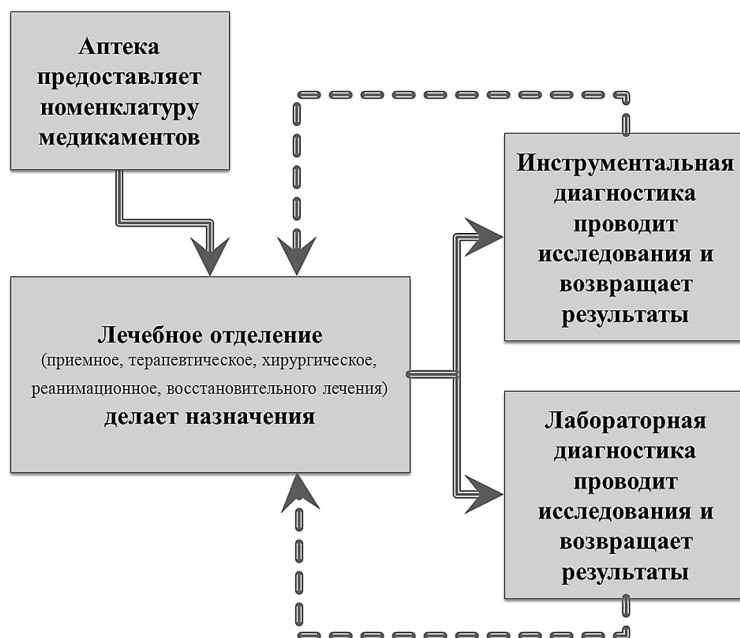 Аптека
предоставляет
номенклатуру
медикаментов
Инструментальная
диагностика
проводит
исследования и
возвращает
результаты
Лечебное отделение
(приемное, терапевтическое, хирургическое,
реанимационное, восстановительного лечения)
делает назначения
Лабораторная
диагностика
проводит
исследования и
возвращает
результаты